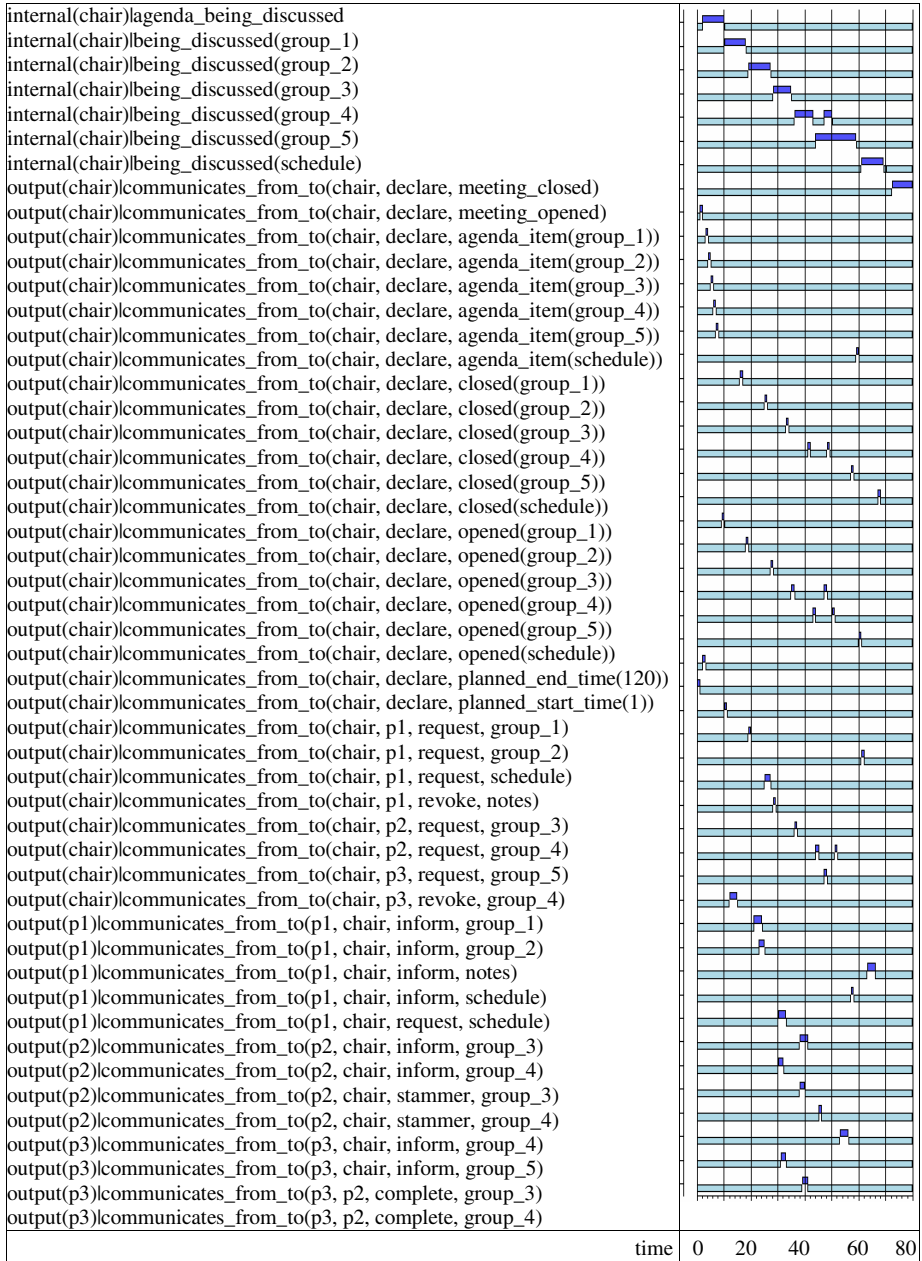 internal(chair)|agenda_being_discussed
internal(chair)|being_discussed(group_1)
internal(chair)|being_discussed(group_2)
internal(chair)|being_discussed(group_3)
internal(chair)|being_discussed(group_4)
internal(chair)|being_discussed(group_5)
internal(chair)|being_discussed(schedule)
output(chair)|communicates_from_to(chair, declare, meeting_closed)
output(chair)|communicates_from_to(chair, declare, meeting_opened)
output(chair)|communicates_from_to(chair, declare, agenda_item(group_1))
output(chair)|communicates_from_to(chair, declare, agenda_item(group_2))
output(chair)|communicates_from_to(chair, declare, agenda_item(group_3))
output(chair)|communicates_from_to(chair, declare, agenda_item(group_4))
output(chair)|communicates_from_to(chair, declare, agenda_item(group_5))
output(chair)|communicates_from_to(chair, declare, agenda_item(schedule))
output(chair)|communicates_from_to(chair, declare, closed(group_1))
output(chair)|communicates_from_to(chair, declare, closed(group_2))
output(chair)|communicates_from_to(chair, declare, closed(group_3))
output(chair)|communicates_from_to(chair, declare, closed(group_4))
output(chair)|communicates_from_to(chair, declare, closed(group_5))
output(chair)|communicates_from_to(chair, declare, closed(schedule))
output(chair)|communicates_from_to(chair, declare, opened(group_1))
output(chair)|communicates_from_to(chair, declare, opened(group_2))
output(chair)|communicates_from_to(chair, declare, opened(group_3))
output(chair)|communicates_from_to(chair, declare, opened(group_4))
output(chair)|communicates_from_to(chair, declare, opened(group_5))
output(chair)|communicates_from_to(chair, declare, opened(schedule))
output(chair)|communicates_from_to(chair, declare, planned_end_time(120))
output(chair)|communicates_from_to(chair, declare, planned_start_time(1))
output(chair)|communicates_from_to(chair, p1, request, group_1)
output(chair)|communicates_from_to(chair, p1, request, group_2)
output(chair)|communicates_from_to(chair, p1, request, schedule)
output(chair)|communicates_from_to(chair, p1, revoke, notes)
output(chair)|communicates_from_to(chair, p2, request, group_3)
output(chair)|communicates_from_to(chair, p2, request, group_4)
output(chair)|communicates_from_to(chair, p3, request, group_5)
output(chair)|communicates_from_to(chair, p3, revoke, group_4)
output(p1)|communicates_from_to(p1, chair, inform, group_1)
output(p1)|communicates_from_to(p1, chair, inform, group_2)
output(p1)|communicates_from_to(p1, chair, inform, notes)
output(p1)|communicates_from_to(p1, chair, inform, schedule)
output(p1)|communicates_from_to(p1, chair, request, schedule)
output(p2)|communicates_from_to(p2, chair, inform, group_3)
output(p2)|communicates_from_to(p2, chair, inform, group_4)
output(p2)|communicates_from_to(p2, chair, stammer, group_3)
output(p2)|communicates_from_to(p2, chair, stammer, group_4)
output(p3)|communicates_from_to(p3, chair, inform, group_4)
output(p3)|communicates_from_to(p3, chair, inform, group_5)
output(p3)|communicates_from_to(p3, p2, complete, group_3)
output(p3)|communicates_from_to(p3, p2, complete, group_4)
time 0 20 40 60 80